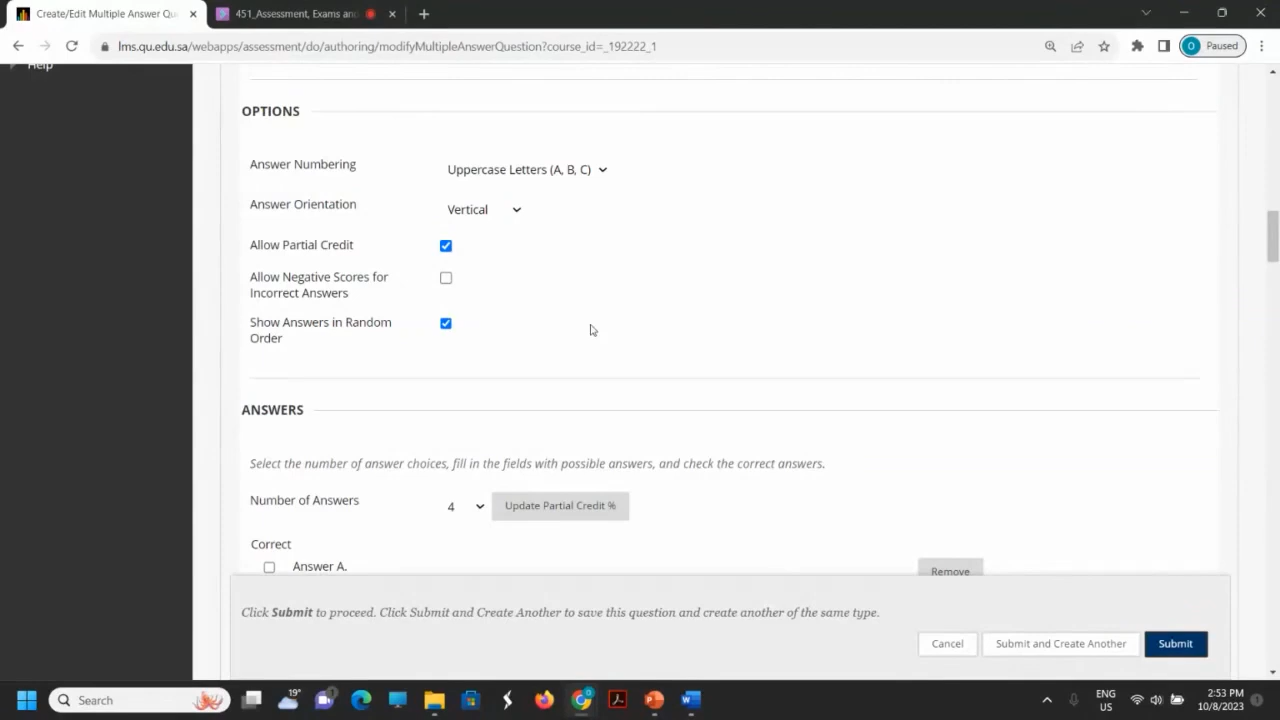 Create/Edit Multiple Answer Qu
451_Assessment, Exams and
lms.qu.edu.sa/webapps/assessment/do/authoring/modifyMultipleAnswerQuestion?course_id=_192222_1
O
Paused
Help
OPTIONS
Answer Numbering
Uppercase Letters (A, B, C)
Answer Orientation
Vertical
Allow Partial Credit
Allow Negative Scores for
Incorrect Answers
Show Answers in Random
Order
ANSWERS
Select the number of answer choices, fill in the fields with possible answers, and check the correct answers.
Number of Answers
4
Update Partial Credit %
Correct
Answer A.
Remove
Click Submit to proceed. Click Submit and Create Another to save this question and create another of the same type.
Cancel
Submit and Create Another
Submit
Search
19°
ENG
US
2:53 PM
10/8/2023